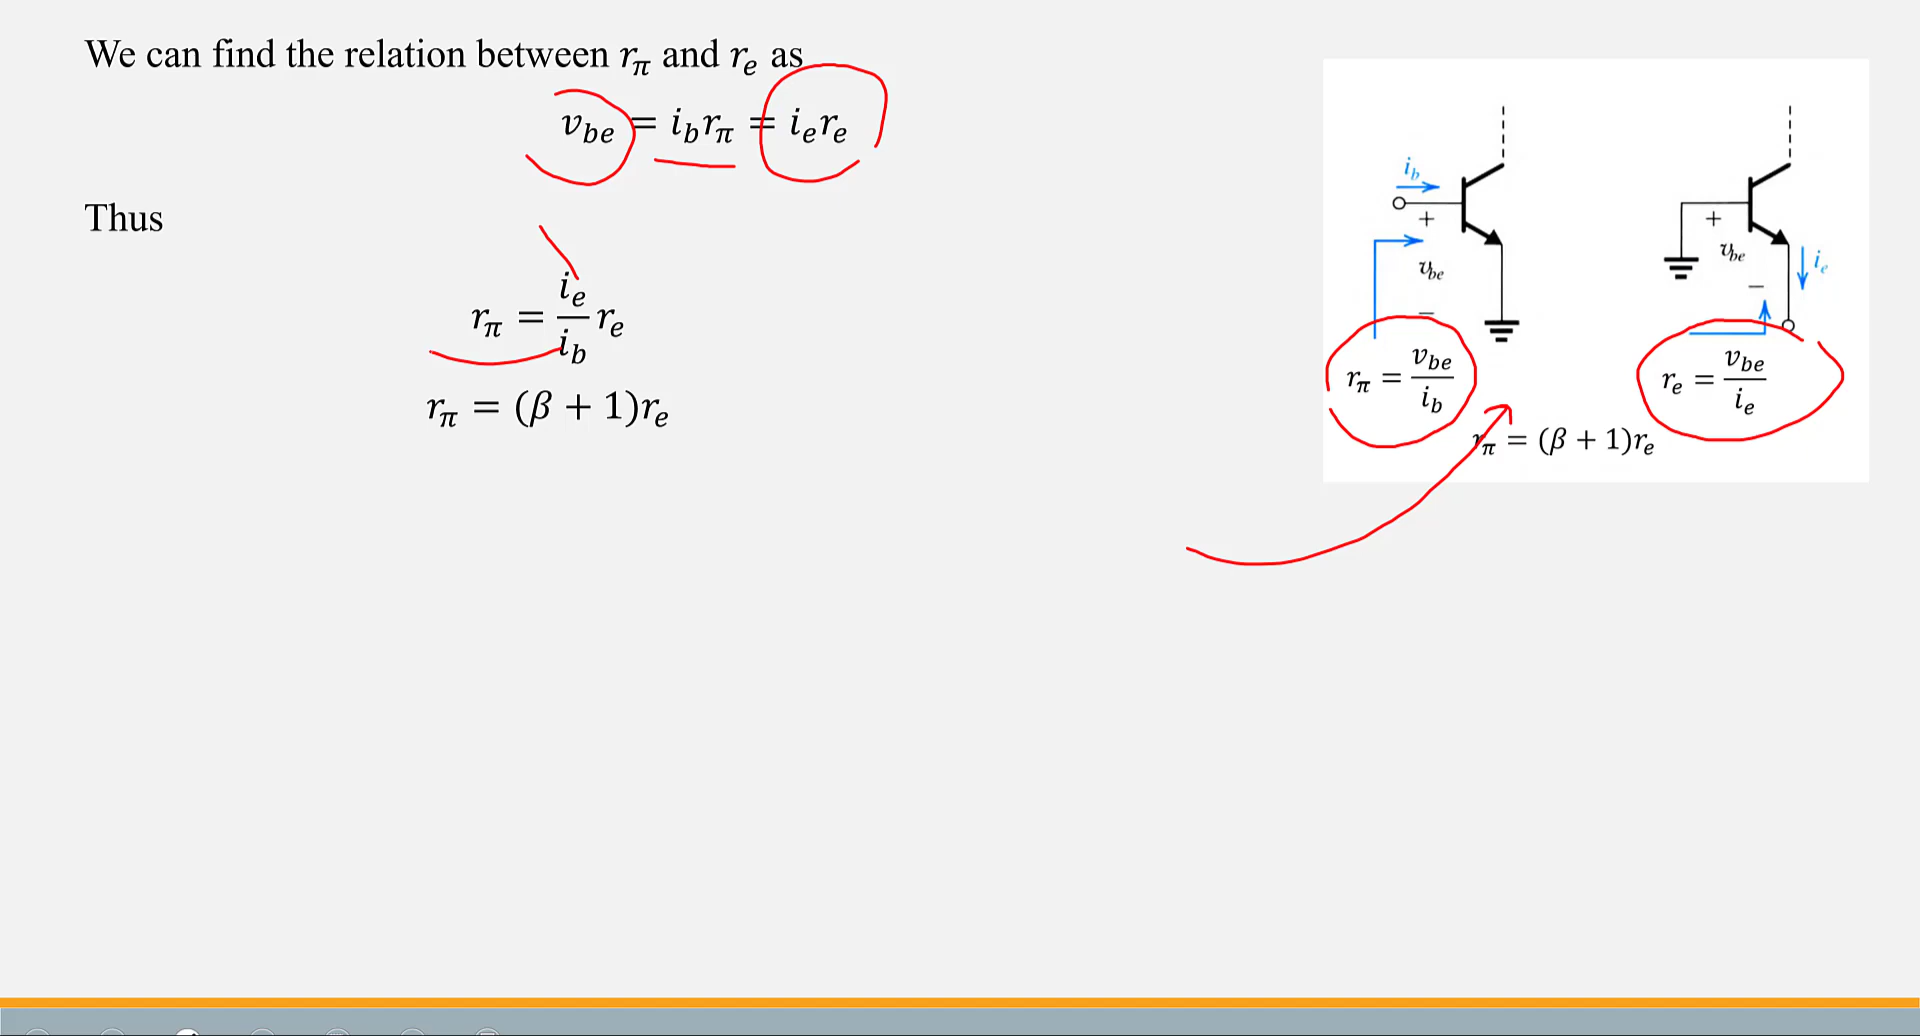 We can find the relation between rπ and re as
vbe = ibrπ = iere
Thus
rπ = ie/ib re
rπ = (β + 1)re
ib
+
vbe
−
rπ = vbe/ib
+
vbe
−
ie
re = vbe/ie
rπ = (β + 1)re